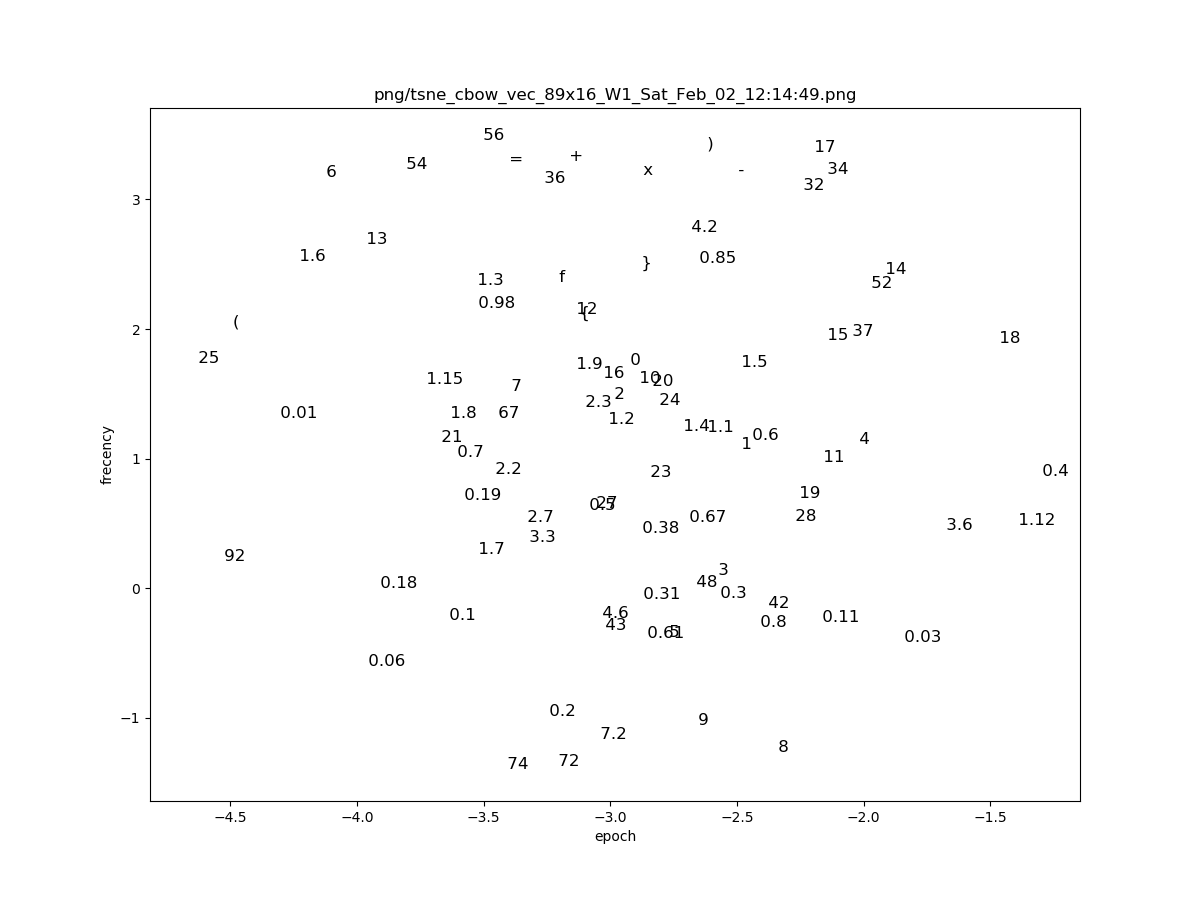 png/tsne_cbow_vec_89x16_W1_Sat_Feb_02_12:14:49.png
56
= + )
17
6 54 36 x - 34
32
3
4.2
13
1.6 } 0.85
14
1.3 f 52
0.98 12
{
( 2
15 37 18
25 1.9 0 1.5
1.15 16 10 20
7 2 24
2.3
0.01 1.8 67 1.2
1.4 1.1 0.6
21 1 4
0.7 1 11
2.2 23 0.4
0.19 19
0.5 27
2.7 0.67 28 1.12
3.3 0.38 3.6
1.7
92
3
0.18 48
0 0.31 0.3
42
0.1 4.6 0.8 0.11
43
0.61 5 0.03
0.06
0.2
−1 9
7.2
8
74 72
frecency
−4.5 −4.0 −3.5 −3.0 −2.5 −2.0 −1.5
epoch